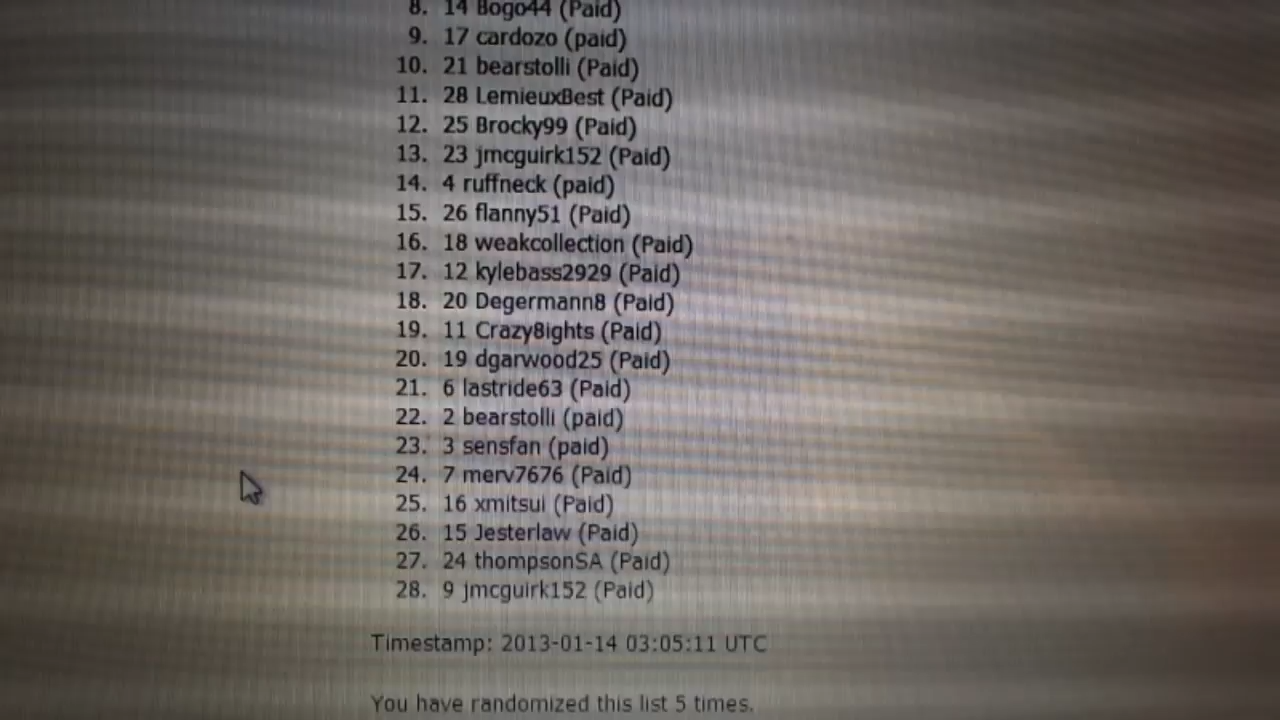 8. 14 Bogo44 (Paid)
9. 17 cardozo (paid)
10. 21 bearstolli (Paid)
11. 28 LemieuxBest (Paid)
12. 25 Brocky99 (Paid)
13. 23 jmcguirk152 (Paid)
14. 4 ruffneck (paid)
15. 26 flanny51 (Paid)
16. 18 weakcollection (Paid)
17. 12 kylebass2929 (Paid)
18. 20 Degermann8 (Paid)
19. 11 Crazy8ights (Paid)
20. 19 dgarwood25 (Paid)
21. 6 lastride63 (Paid)
22. 2 bearstolli (paid)
23. 3 sensfan (paid)
24. 7 merv7676 (Paid)
25. 16 xmitsui (Paid)
26. 15 Jesterlaw (Paid)
27. 24 thompsonSA (Paid)
28. 9 jmcguirk152 (Paid)
Timestamp: 2013-01-14 03:05:11 UTC
You have randomized this list 5 times.